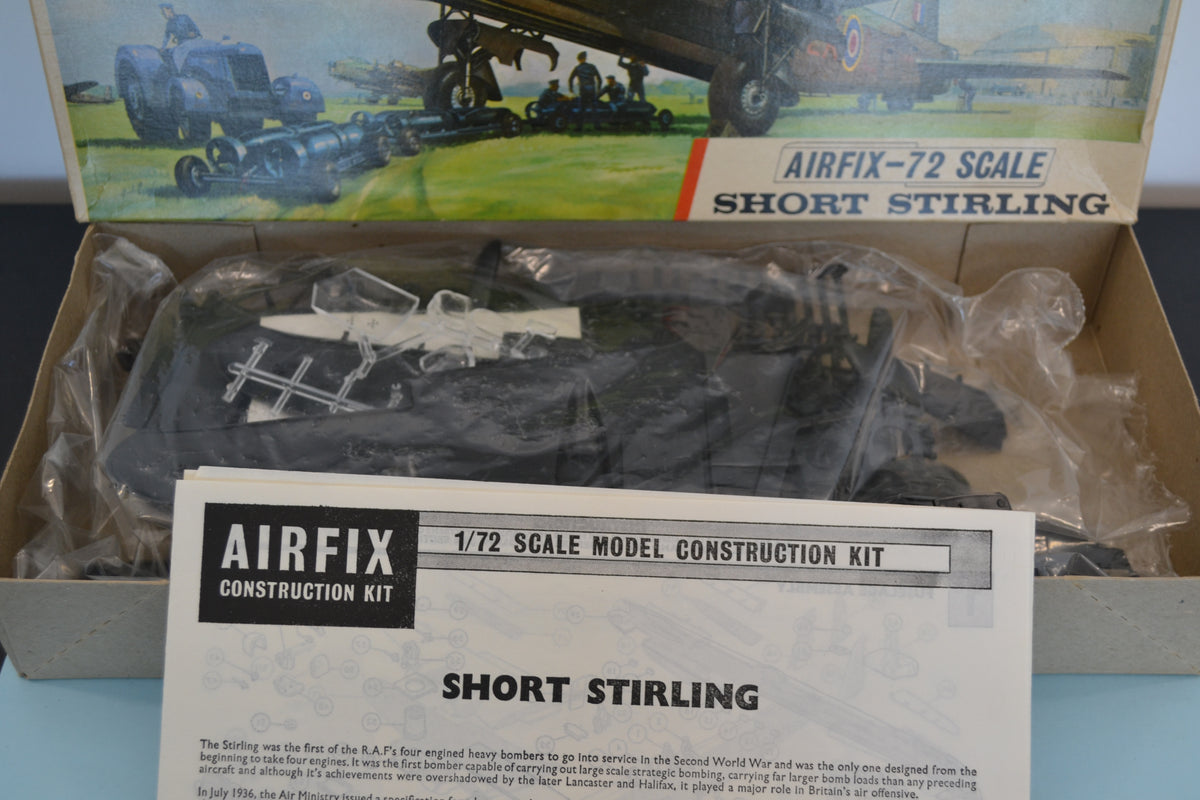 AIRFIX-72 SCALE
SHORT STIRLING
AIRFIX
CONSTRUCTION KIT
1/72 SCALE MODEL CONSTRUCTION KIT
SHORT STIRLING
The Stirling was the first of the R.A.F's four engined heavy bombers to go into service in the Second World War and was the only one designed from the
beginning to take four engines. It was the first bomber capable of carrying out large scale strategic bombing, carrying far larger bomb loads than any preceding
aircraft and although it's achievements were overshadowed by the later Lancaster and Halifax, it played a major role in Britain's air offensive.
In July 1936, the Air Ministry issued a specification